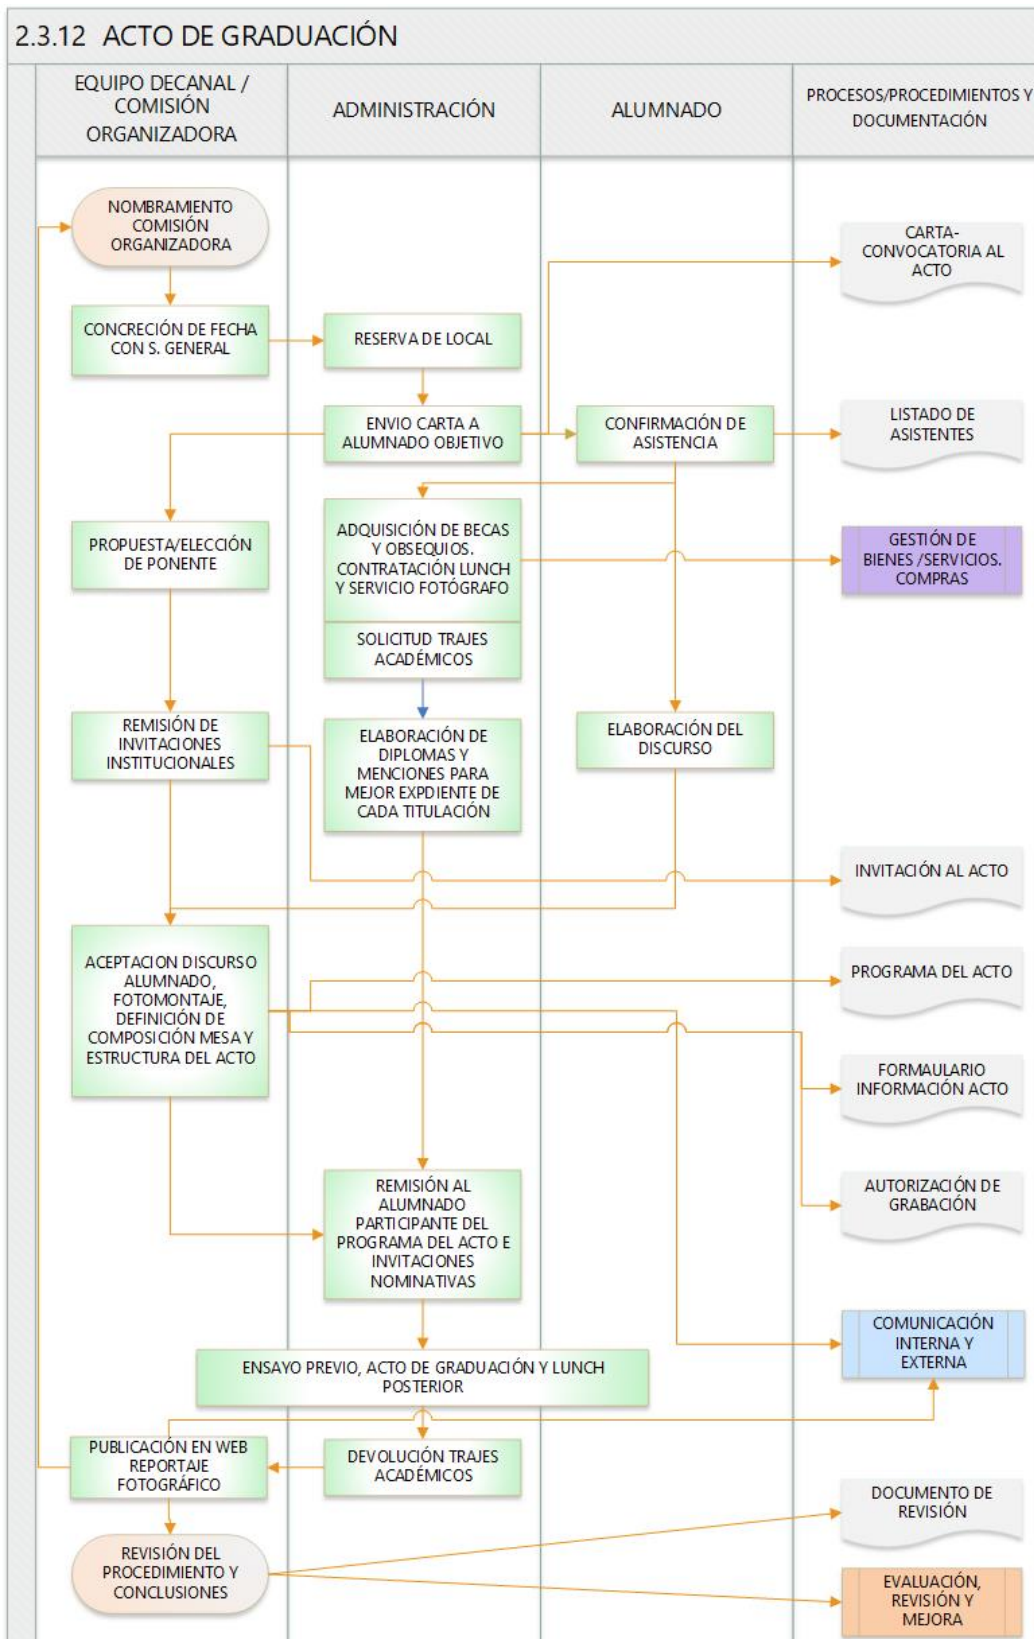 2.3.12 ACTO DE GRADUACIÓN
EQUIPO DECANAL /
COMISIÓN
ORGANIZADORA
ADMINISTRACIÓN
ALUMNADO
PROCESOS/PROCEDIMIENTOS Y
DOCUMENTACIÓN
NOMBRAMIENTO
COMISIÓN
ORGANIZADORA
CARTA-
CONVOCATORIA AL
ACTO
CONCRECIÓN DE FECHA
CON S. GENERAL
RESERVA DE LOCAL
ENVIO CARTA A
ALUMNADO OBJETIVO
CONFIRMACIÓN DE
ASISTENCIA
LISTADO DE
ASISTENTES
PROPUESTA/ELECCIÓN
DE PONENTE
ADQUISICIÓN DE BECAS
Y OBSEQUIOS.
CONTRATACIÓN LUNCH
Y SERVICIO FOTÓGRAFO
GESTIÓN DE
BIENES /SERVICIOS.
COMPRAS
SOLICITUD TRAJES
ACADÉMICOS
REMISIÓN DE
INVITACIONES
INSTITUCIONALES
ELABORACIÓN DE
DIPLOMAS Y
MENCIONES PARA
MEJOR EXPDIENTE DE
CADA TITULACIÓN
ELABORACIÓN DEL
DISCURSO
INVITACIÓN AL ACTO
ACEPTACION DISCURSO
ALUMNADO,
FOTOMONTAJE,
DEFINICIÓN DE
COMPOSICIÓN MESA Y
ESTRUCTURA DEL ACTO
PROGRAMA DEL ACTO
FORMAULARIO
INFORMACIÓN ACTO
REMISIÓN AL
ALUMNADO
PARTICIPANTE DEL
PROGRAMA DEL ACTO E
INVITACIONES
NOMINATIVAS
AUTORIZACIÓN DE
GRABACIÓN
COMUNICACIÓN
INTERNA Y
EXTERNA
ENSAYO PREVIO, ACTO DE GRADUACIÓN Y LUNCH
POSTERIOR
PUBLICACIÓN EN WEB
REPORTAJE
FOTOGRÁFICO
DEVOLUCIÓN TRAJES
ACADÉMICOS
DOCUMENTO DE
REVISIÓN
REVISIÓN DEL
PROCEDIMIENTO Y
CONCLUSIONES
EVALUACIÓN,
REVISIÓN Y
MEJORA